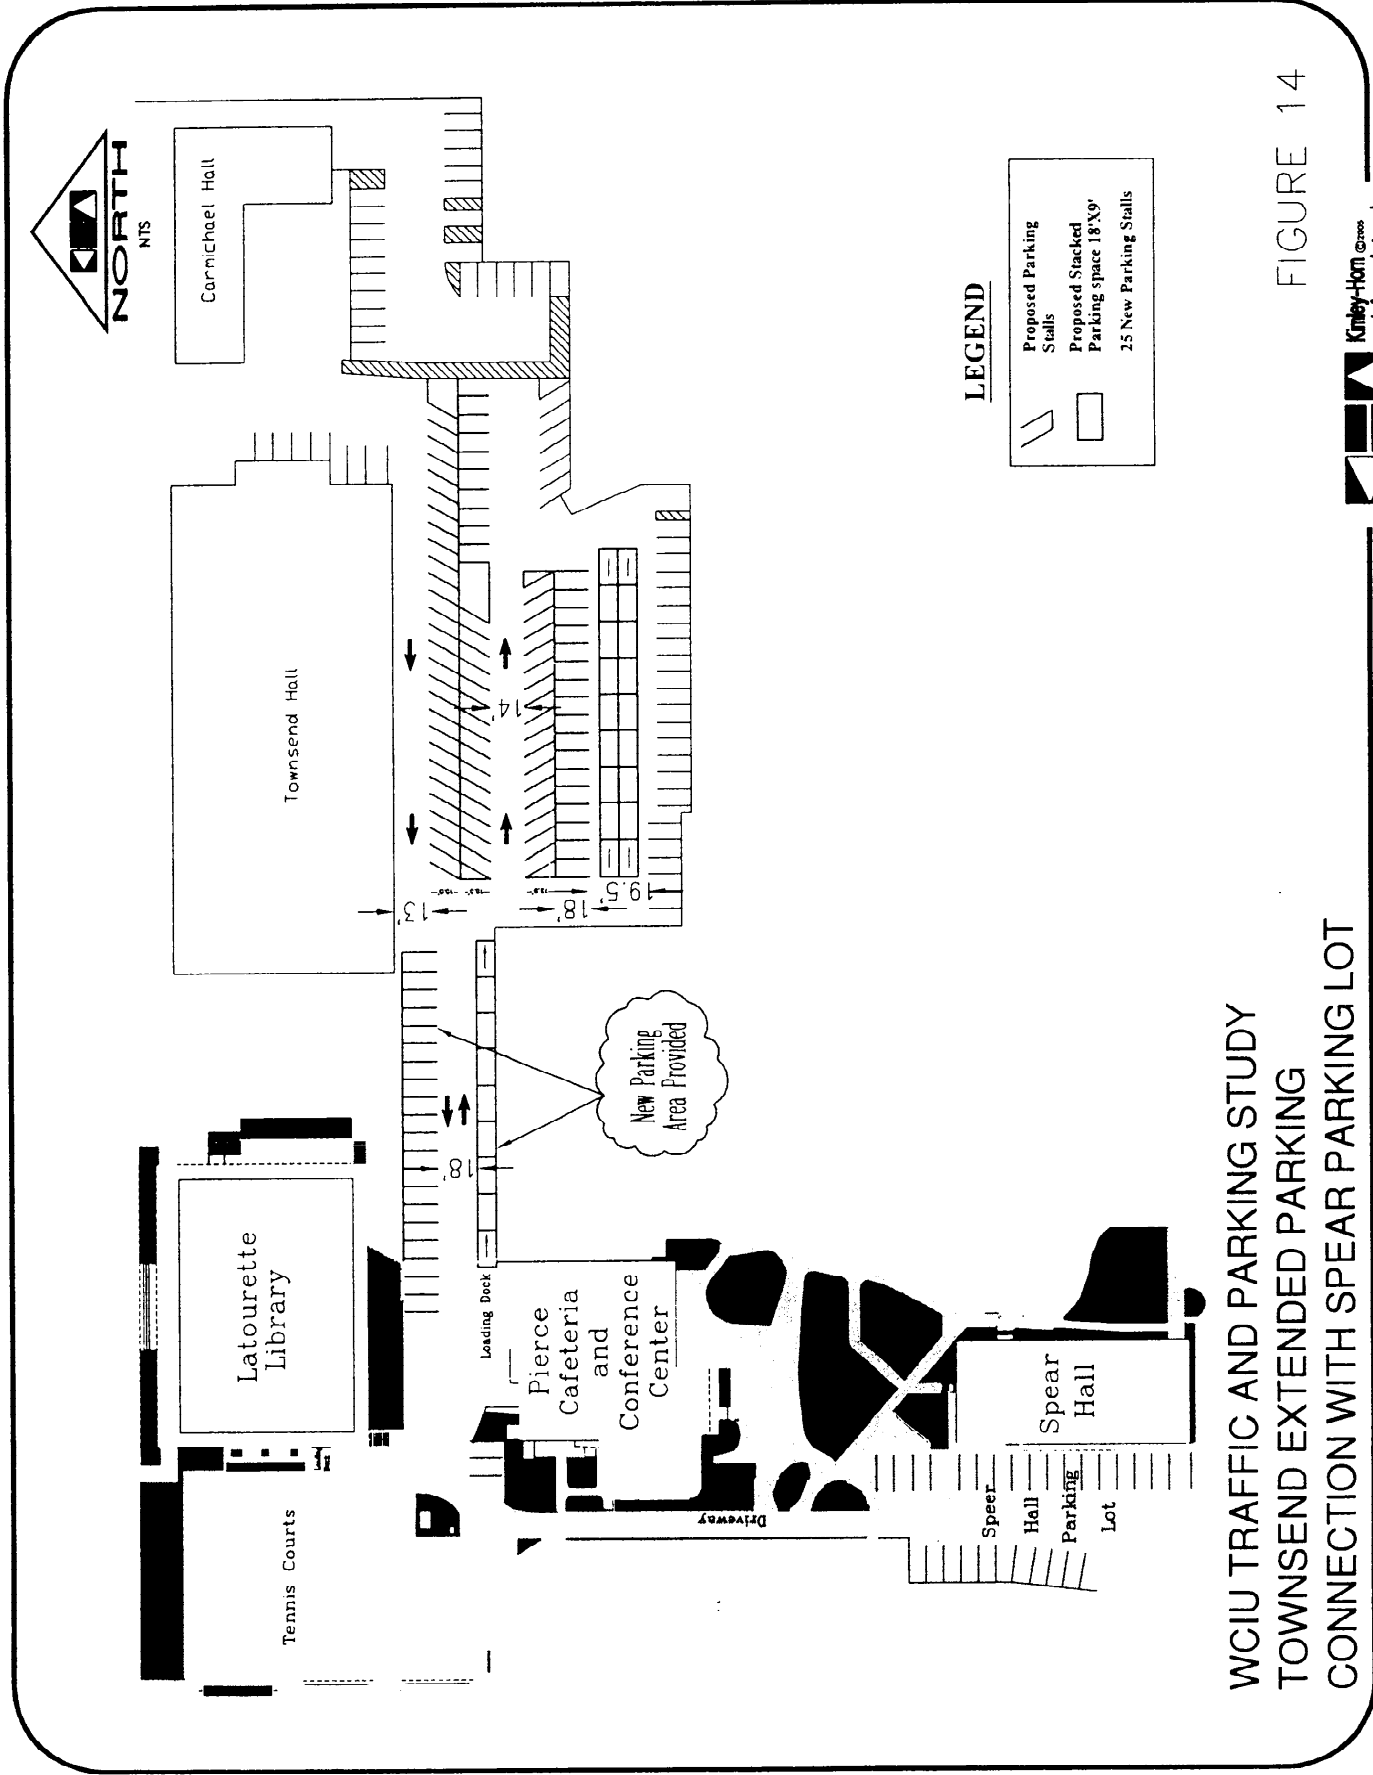 NORTH
NTS
Carmichael Hall
Townsend Hall
Latourette
Library
Tennis Courts
13'
14'
18'
19.5'
18'
New Parking
Area Provided
Loading Dock
Pierce
Cafeteria
and
Conference
Center
Driveway
Spear
Hall
Speer
Hall
Parking
Lot
LEGEND
Proposed Parking
Stalls
Proposed Stacked
Parking space 18'X9'
25 New Parking Stalls
WCIU TRAFFIC AND PARKING STUDY
TOWNSEND EXTENDED PARKING
CONNECTION WITH SPEAR PARKING LOT
FIGURE 14
Kimley-Horn ©2005